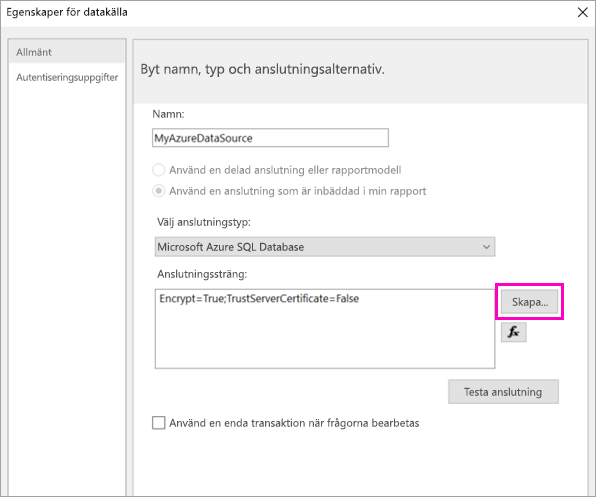 Egenskaper för datakälla
Allmänt
Autentiseringsuppgifter
Byt namn, typ och anslutningsalternativ.
Namn:
MyAzureDataSource
Använd en delad anslutning eller rapportmodell
Använd en anslutning som är inbäddad i min rapport
Välj anslutningstyp:
Microsoft Azure SQL Database
Anslutningssträng:
Encrypt=True;TrustServerCertificate=False
Skapa...
fx
Testa anslutning
Använd en enda transaktion när frågorna bearbetas